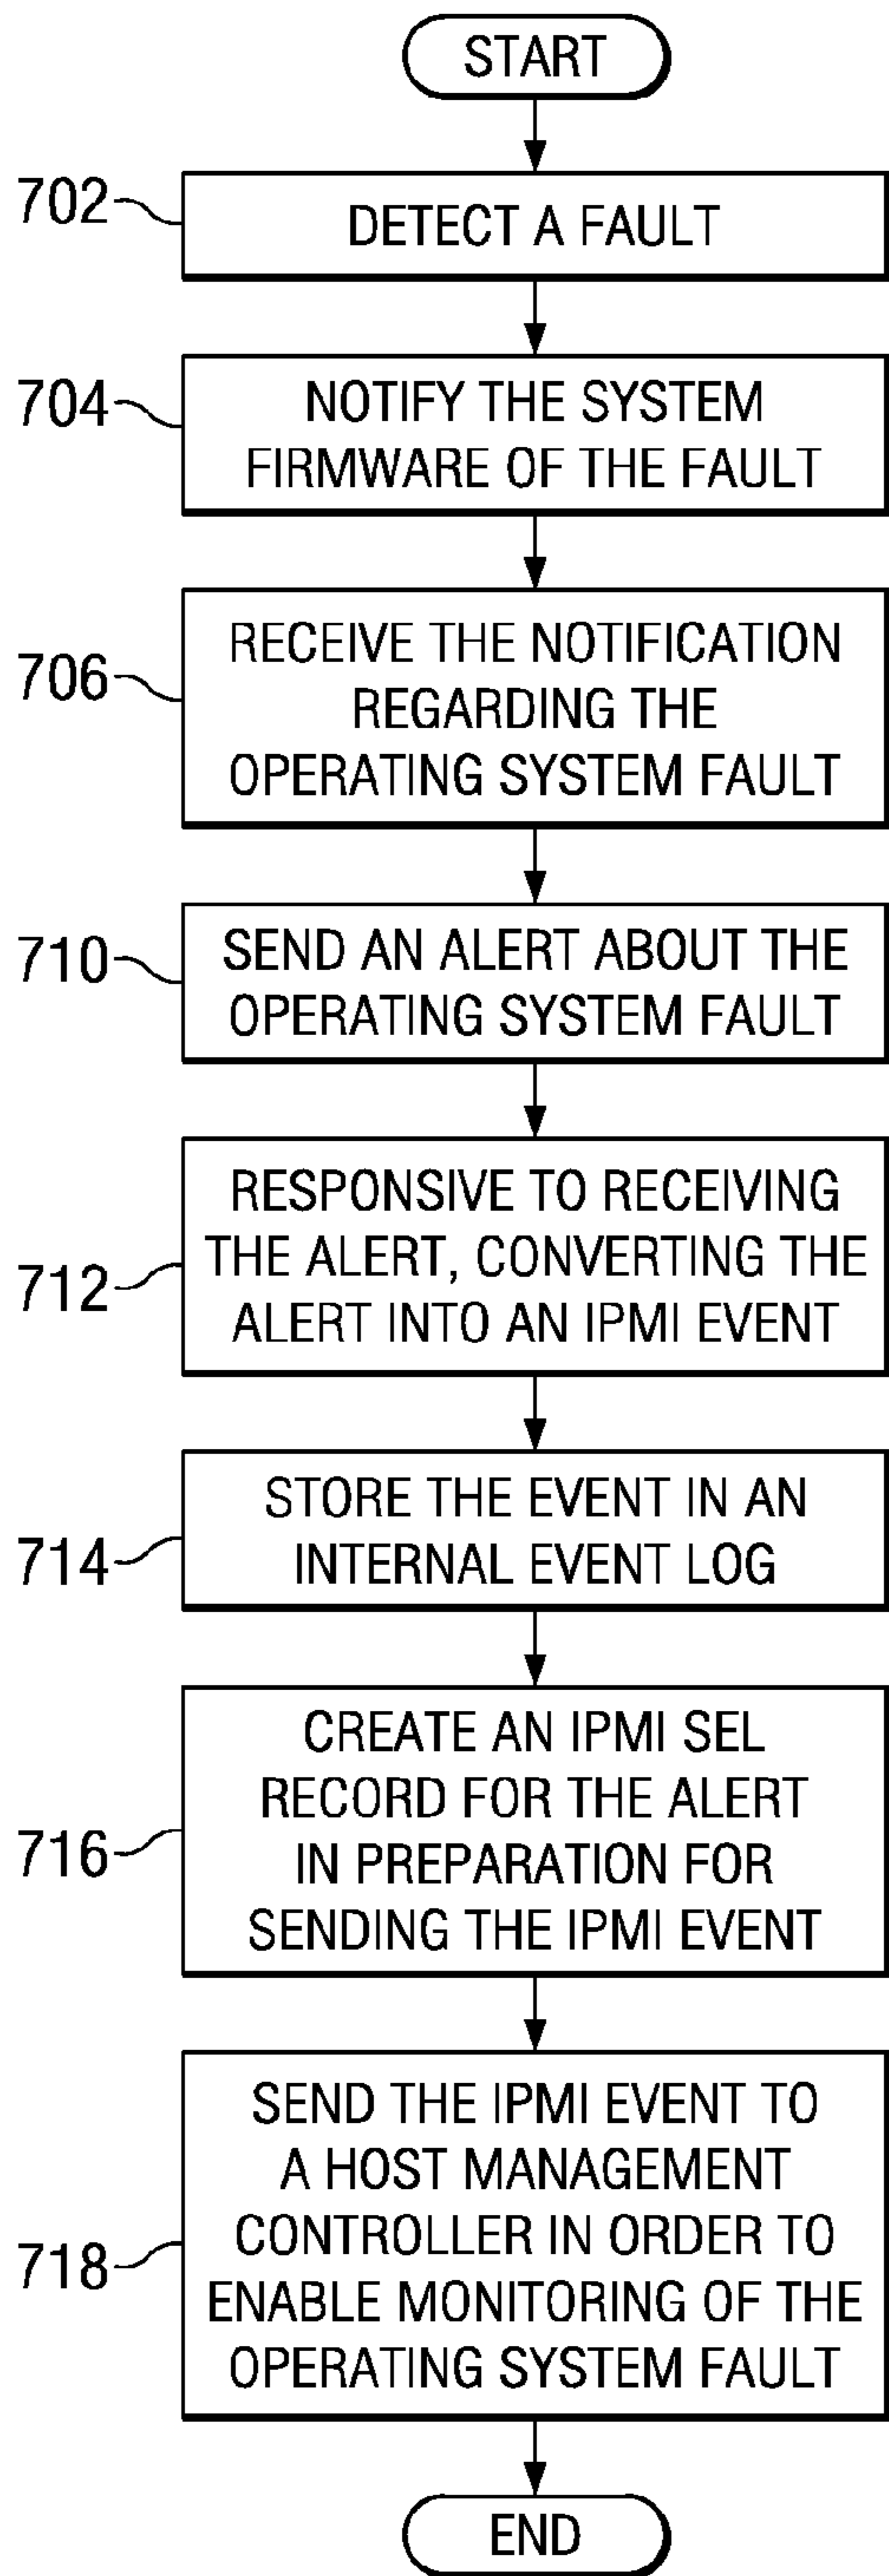 START
702
DETECT A FAULT
704
NOTIFY THE SYSTEM
FIRMWARE OF THE FAULT
706
RECEIVE THE NOTIFICATION
REGARDING THE
OPERATING SYSTEM FAULT
710
SEND AN ALERT ABOUT THE
OPERATING SYSTEM FAULT
712
RESPONSIVE TO RECEIVING
THE ALERT, CONVERTING THE
ALERT INTO AN IPMI EVENT
714
STORE THE EVENT IN AN
INTERNAL EVENT LOG
716
CREATE AN IPMI SEL
RECORD FOR THE ALERT
IN PREPARATION FOR
SENDING THE IPMI EVENT
718
SEND THE IPMI EVENT TO
A HOST MANAGEMENT
CONTROLLER IN ORDER TO
ENABLE MONITORING OF THE
OPERATING SYSTEM FAULT
END